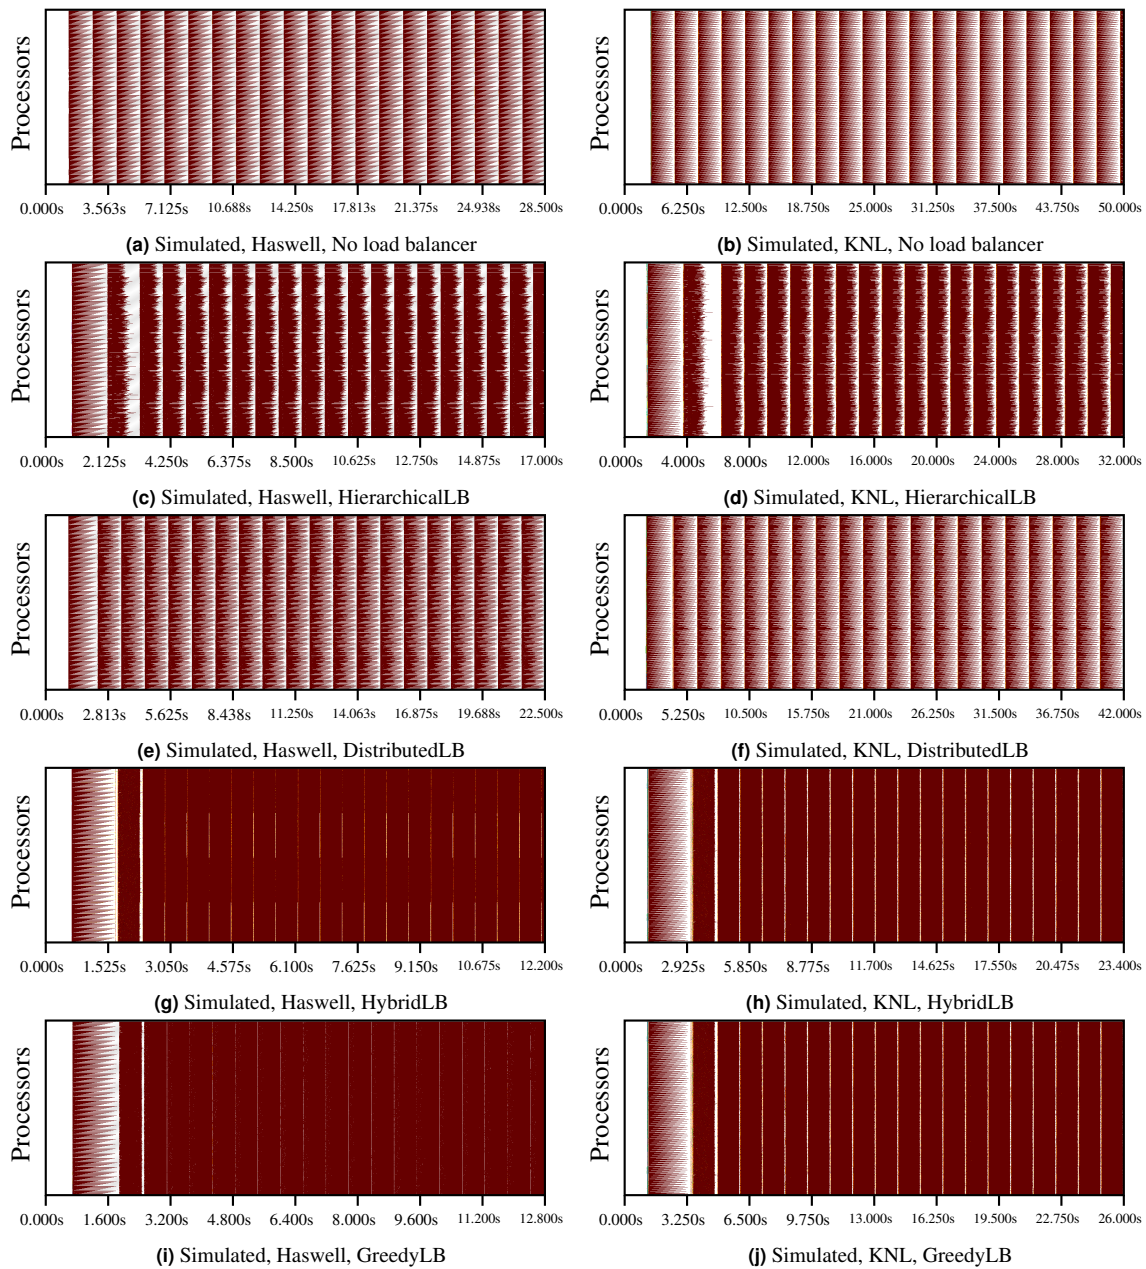 Processors
0.000s 3.563s 7.125s 10.688s 14.250s 17.813s 21.375s 24.938s 28.500s
(a) Simulated, Haswell, No load balancer
Processors
0.000s 6.250s 12.500s 18.750s 25.000s 31.250s 37.500s 43.750s 50.000s
(b) Simulated, KNL, No load balancer
Processors
0.000s 2.125s 4.250s 6.375s 8.500s 10.625s 12.750s 14.875s 17.000s
(c) Simulated, Haswell, HierarchicalLB
Processors
0.000s 4.000s 8.000s 12.000s 16.000s 20.000s 24.000s 28.000s 32.000s
(d) Simulated, KNL, HierarchicalLB
Processors
0.000s 2.813s 5.625s 8.438s 11.250s 14.063s 16.875s 19.688s 22.500s
(e) Simulated, Haswell, DistributedLB
Processors
0.000s 5.250s 10.500s 15.750s 21.000s 26.250s 31.500s 36.750s 42.000s
(f) Simulated, KNL, DistributedLB
Processors
0.000s 1.525s 3.050s 4.575s 6.100s 7.625s 9.150s 10.675s 12.200s
(g) Simulated, Haswell, HybridLB
Processors
0.000s 2.925s 5.850s 8.775s 11.700s 14.625s 17.550s 20.475s 23.400s
(h) Simulated, KNL, HybridLB
Processors
0.000s 1.600s 3.200s 4.800s 6.400s 8.000s 9.600s 11.200s 12.800s
(i) Simulated, Haswell, GreedyLB
Processors
0.000s 3.250s 6.500s 9.750s 13.000s 16.250s 19.500s 22.750s 26.000s
(j) Simulated, KNL, GreedyLB